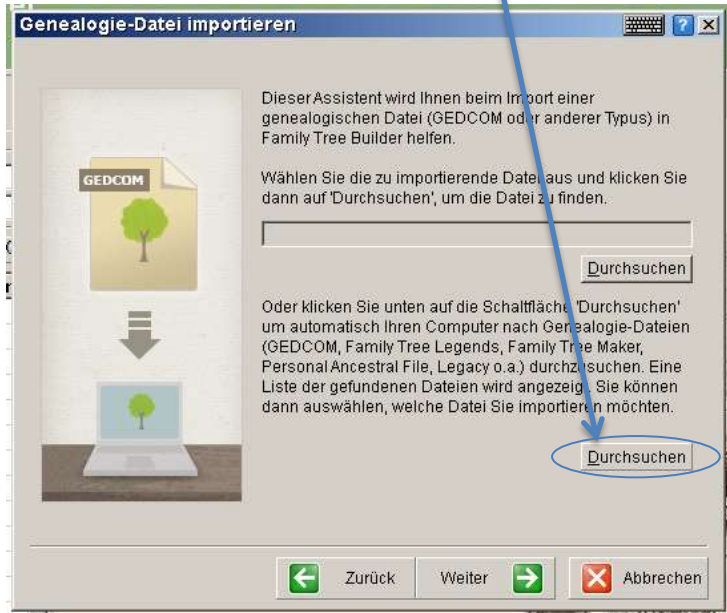 Genealogie-Datei importieren
?
Dieser Assistent wird Ihnen beim Import einer
genealogischen Datei (GEDCOM oder anderer Typus) in
Family Tree Builder helfen.
GEDCOM
Wählen Sie die zu importierende Datei aus und klicken Sie
dann auf 'Durchsuchen', um die Datei zu finden.
Durchsuchen
Oder klicken Sie unten auf die Schaltfläche 'Durchsuchen'
um automatisch Ihren Computer nach Genealogie-Dateien
(GEDCOM, Family Tree Legends, Family Tree Maker,
Personal Ancestral File, Legacy o.a.) durchzusuchen. Eine
Liste der gefundenen Dateien wird angezeigt. Sie können
dann auswählen, welche Datei Sie importieren möchten.
Durchsuchen
Zurück Weiter Abbrechen